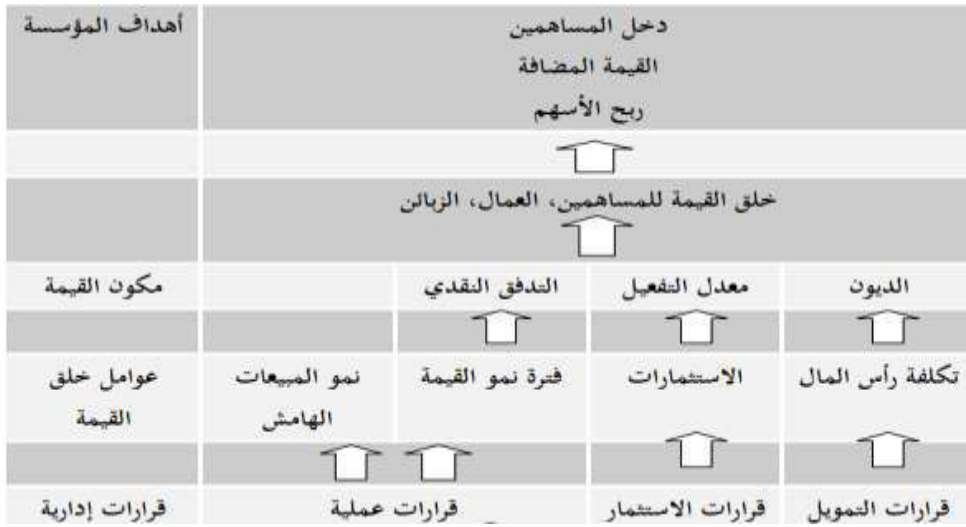 أهداف المؤسسة
دخل المساهمين
القيمة المضافة
ربح الأسهم
خلق القيمة للمساهمين، العمال، الزبائن
الديون
معدل التفعيل
التدفق النقدي
مكون القيمة
تكلفة رأس المال
الاستثمارات
فترة نمو القيمة
نمو المبيعات
الهامش
عوامل خلق
القيمة
قرارات التمويل
قرارات الاستثمار
قرارات عملية
قرارات إدارية